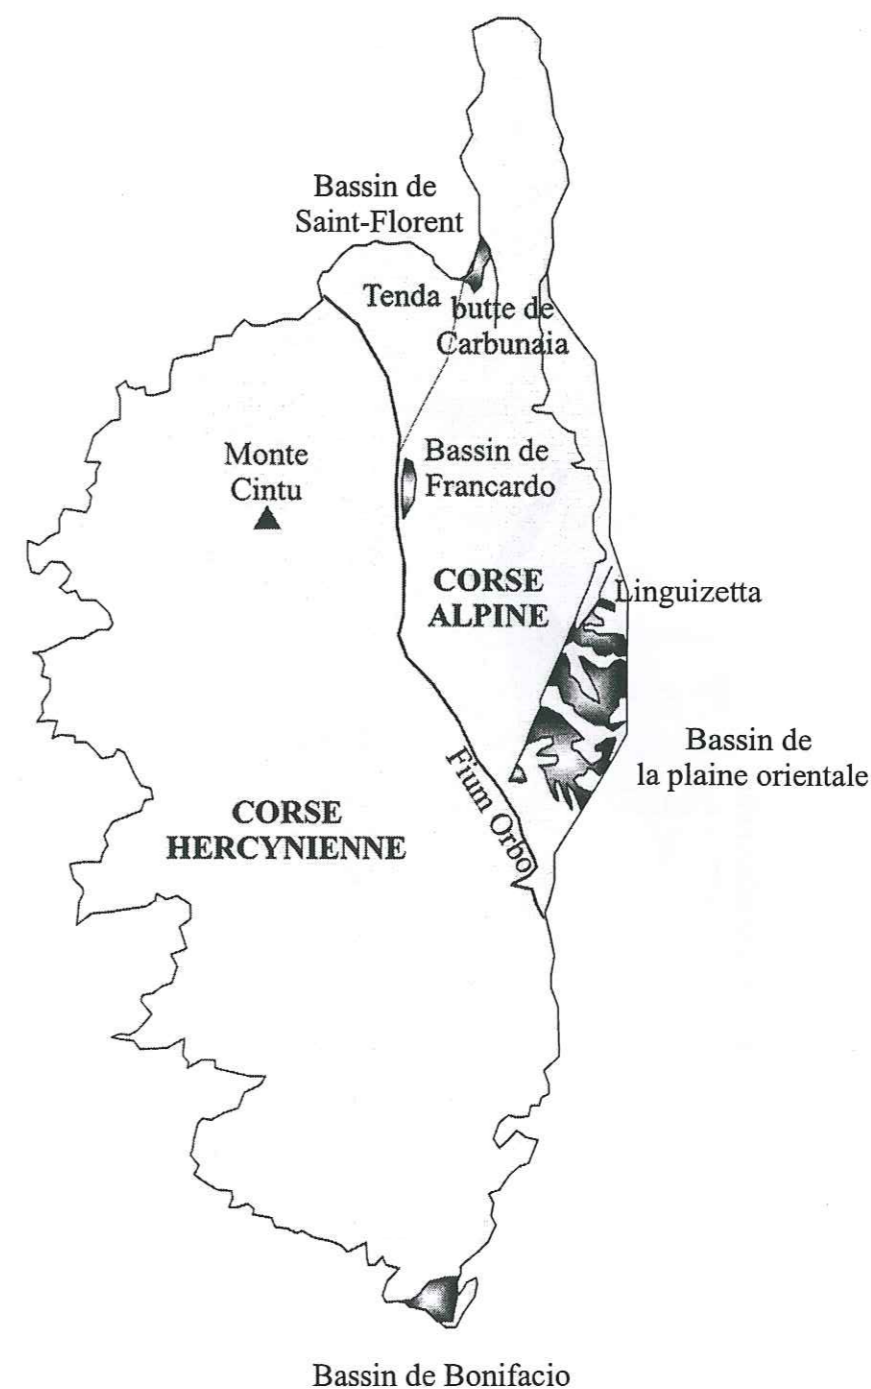 Bassin de
Saint-Florent
Tenda
butte de
Carbunaia
Monte
Cintu
Bassin de
Francardo
CORSE
ALPINE
Linguizetta
Bassin de
la plaine orientale
Fium Orbo
CORSE
HERCYNIENNE
Bassin de Bonifacio